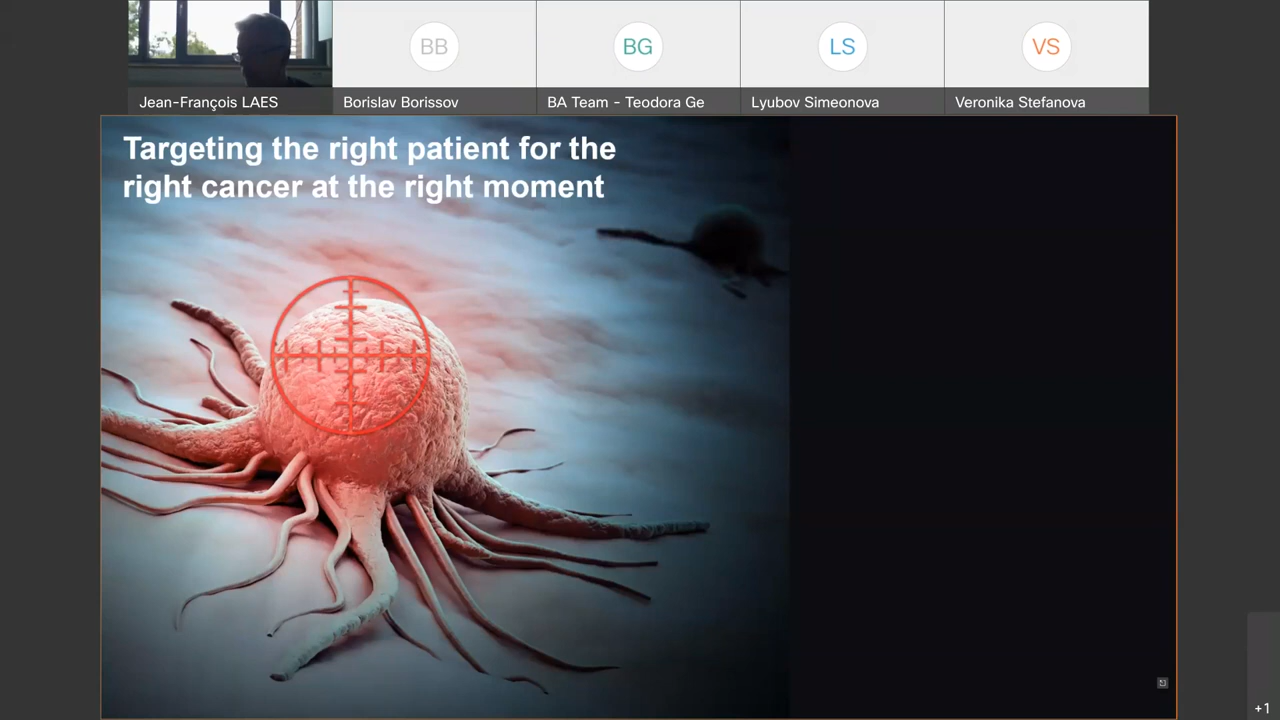 BB
BG
LS
VS
Jean-François LAES
Borislav Borissov
BA Team - Teodora Ge
Lyubov Simeonova
Veronika Stefanova
Targeting the right patient for the
right cancer at the right moment
+1